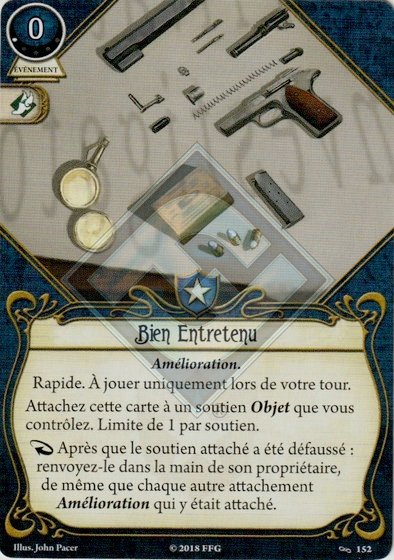 0
ÉVÉNEMENT
Bien Entretenu
Amélioration.
Rapide. À jouer uniquement lors de votre tour.
Attachez cette carte à un soutien Objet que vous
contrôlez. Limite de 1 par soutien.
Après que le soutien attaché a été défaussé :
renvoyez-le dans la main de son propriétaire,
de même que chaque autre attachement
Amélioration qui y était attaché.
Illus. John Pacer © 2018 FFG 152